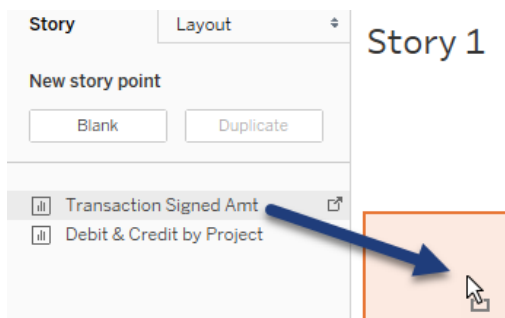 Story Layout
Story 1
New story point
Blank Duplicate
Transaction Signed Amt
Debit & Credit by Project